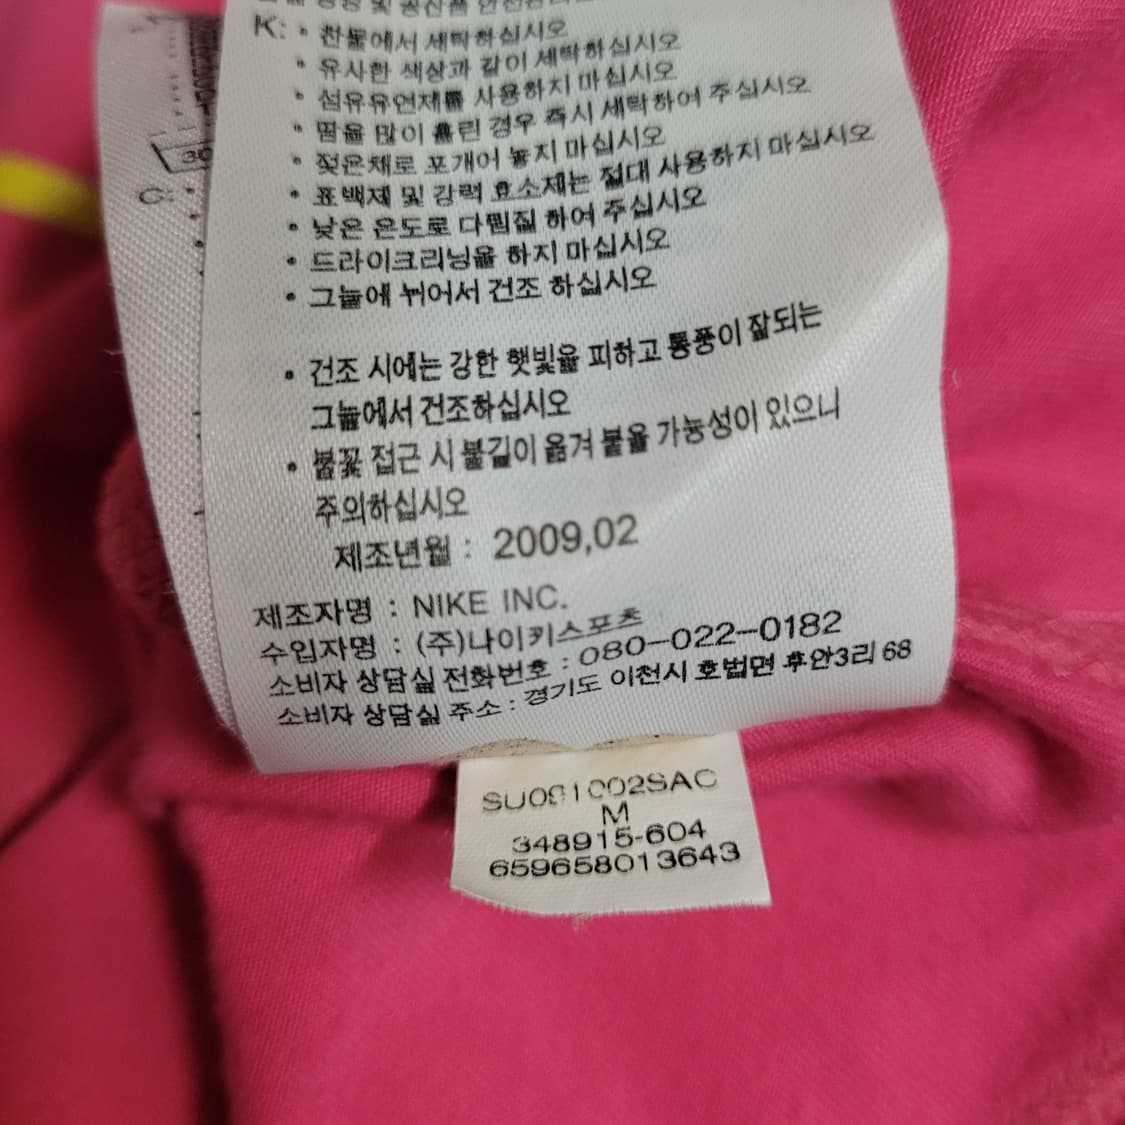 K: • 찬물에서 세탁하십시오
• 유사한 색상과 같이 세탁하십시오
• 섬유유연제를 사용하지 마십시오
• 땀을 많이 흘린 경우 즉시 세탁하여 주십시오
• 젖은채로 포개어 놓지 마십시오
• 표백제 및 강력 효소제는 절대 사용하지 마십시오
• 낮은 온도로 다림질 하여 주십시오
• 드라이크리닝을 하지 마십시오
• 그늘에 뉘어서 건조 하십시오
• 건조 시에는 강한 햇빛을 피하고 통풍이 잘되는
그늘에서 건조하십시오
• 불꽃 접근 시 불길이 옮겨 붙을 가능성이 있으니
주의하십시오
제조년월 : 2009,02
제조자명 : NIKE INC.
수입자명 : (주)나이키스포츠
소비자 상담실 전화번호 : 080-022-0182
소비자 상담실 주소 : 경기도 이천시 호법면 후안3리 68
30
C:
SU091002SAC
M
348915-604
659658013643